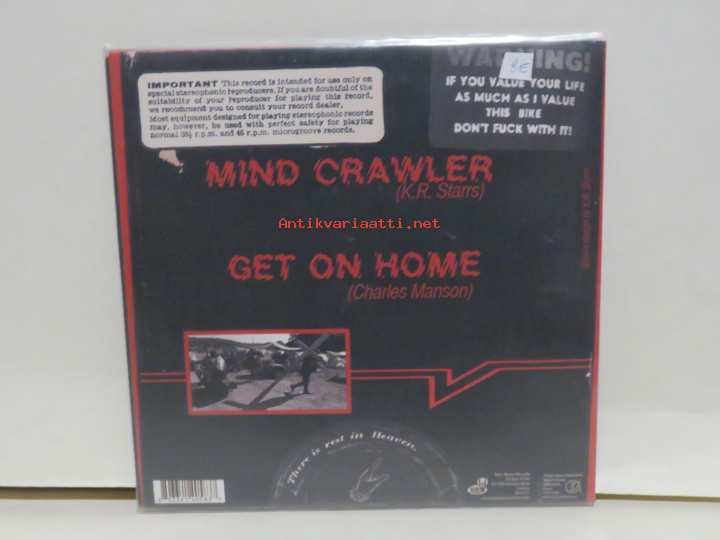 WARNING!
9€
IF YOU VALUE YOUR LIFE
AS MUCH AS I VALUE
THIS BIKE
DON'T FUCK WITH IT!
IMPORTANT This record is intended for use only on
special stereophonic reproducers. If you are doubtful of the
suitability of your reproducer for playing this record,
we recommend you to consult your record dealer.
Most equipment designed for playing stereophonic records
may, however, be used with perfect safety for playing
normal 33⅓ r.p.m. and 45 r.p.m. microgroove records.
MIND CRAWLER
(K.R. Starrs)
Antikvariaatti.net
GET ON HOME
(Charles Manson)
There is rest in Heaven.